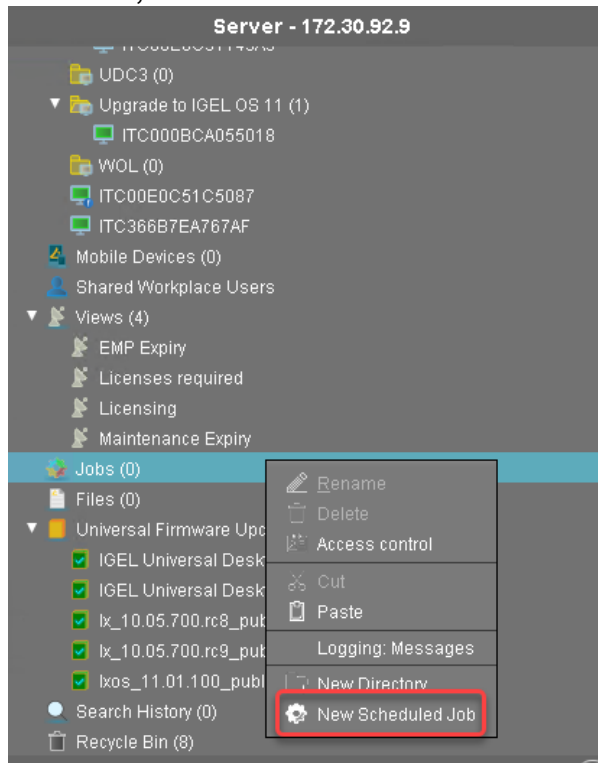 Server - 172.30.92.9
UDC3 (0)
Upgrade to IGEL OS 11 (1)
ITC000BCA055018
WOL (0)
ITC00E0C51C5087
ITC366B7EA767AF
Mobile Devices (0)
Shared Workplace Users
Views (4)
EMP Expiry
Licenses required
Licensing
Maintenance Expiry
Jobs (0)
Files (0)
Universal Firmware Upd
IGEL Universal Desk
IGEL Universal Desk
lx_10.05.700.rc8_pub
lx_10.05.700.rc9_pub
lxos_11.01.100_publ
Search History (0)
Recycle Bin (8)
Rename
Delete
Access control
Cut
Paste
Logging: Messages
New Directory
New Scheduled Job